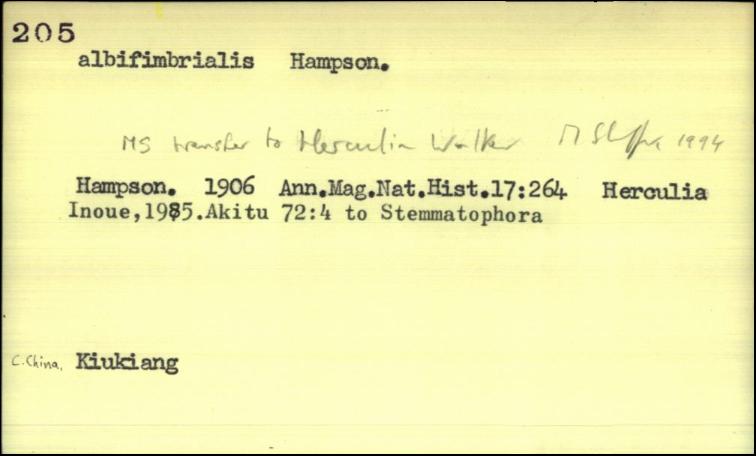 205
albifimbrialis Hampson.
MS transfer to Herculia Walker M Shaffer 1994
Hampson. 1906 Ann.Mag.Nat.Hist.17:264 Herculia
Inoue,1985.Akitu 72:4 to Stemmatophora
C. China, Kiukiang